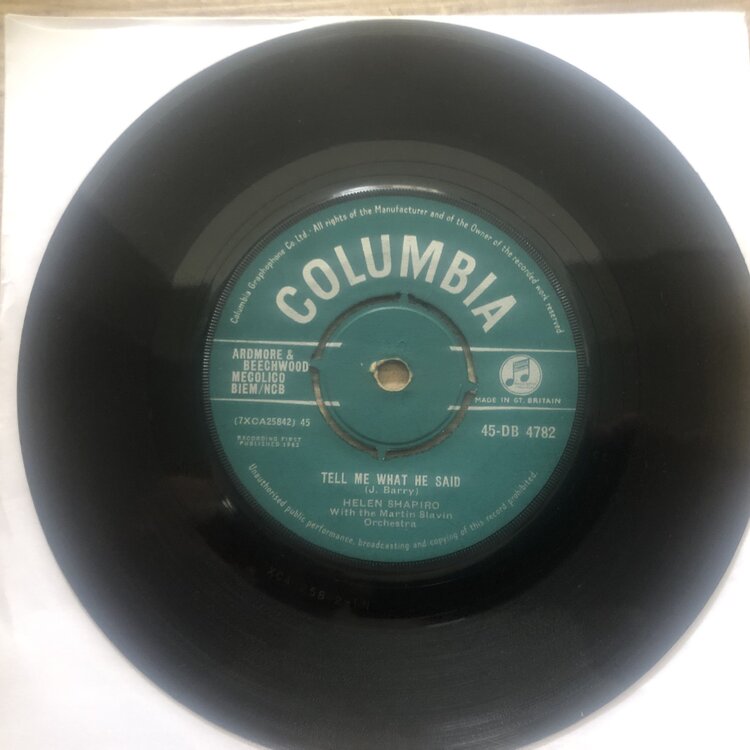 Columbia Graphophone Co. Ltd. · All rights of the Manufacturer and of the Owner of the recorded work reserved
COLUMBIA
ARDMORE &
BEECHWOOD
MECOLICO
BIEM/NCB
MADE IN GT. BRITAIN
(7XCA25842) 45
45-DB 4782
RECORDING FIRST
PUBLISHED 1962
TELL ME WHAT HE SAID
(J. Barry)
HELEN SHAPIRO
With the Martin Slavin
Orchestra
Unauthorised public performance, broadcasting and copying of this record prohibited.